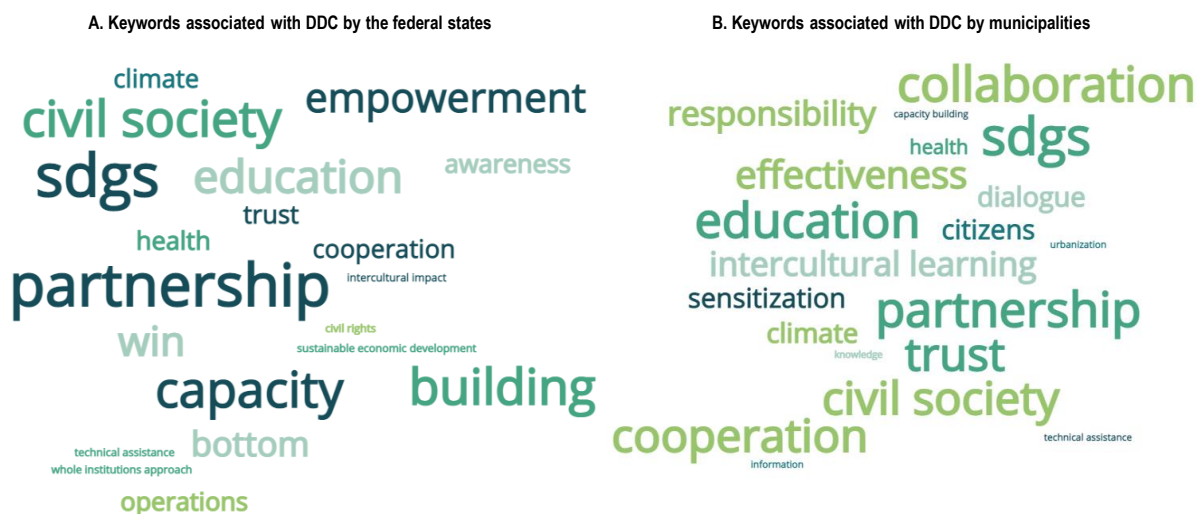 A. Keywords associated with DDC by the federal states
climate
empowerment
civil society
sdgs
education
awareness
trust
health
cooperation
partnership
intercultural impact
civil rights
win
sustainable economic development
capacity
building
bottom
technical assistance
whole institutions approach
operations
B. Keywords associated with DDC by municipalities
collaboration
responsibility
capacity building
sdgs
health
effectiveness
dialogue
education
citizens
urbanization
intercultural learning
sensitization
partnership
climate
knowledge
trust
civil society
cooperation
technical assistance
information